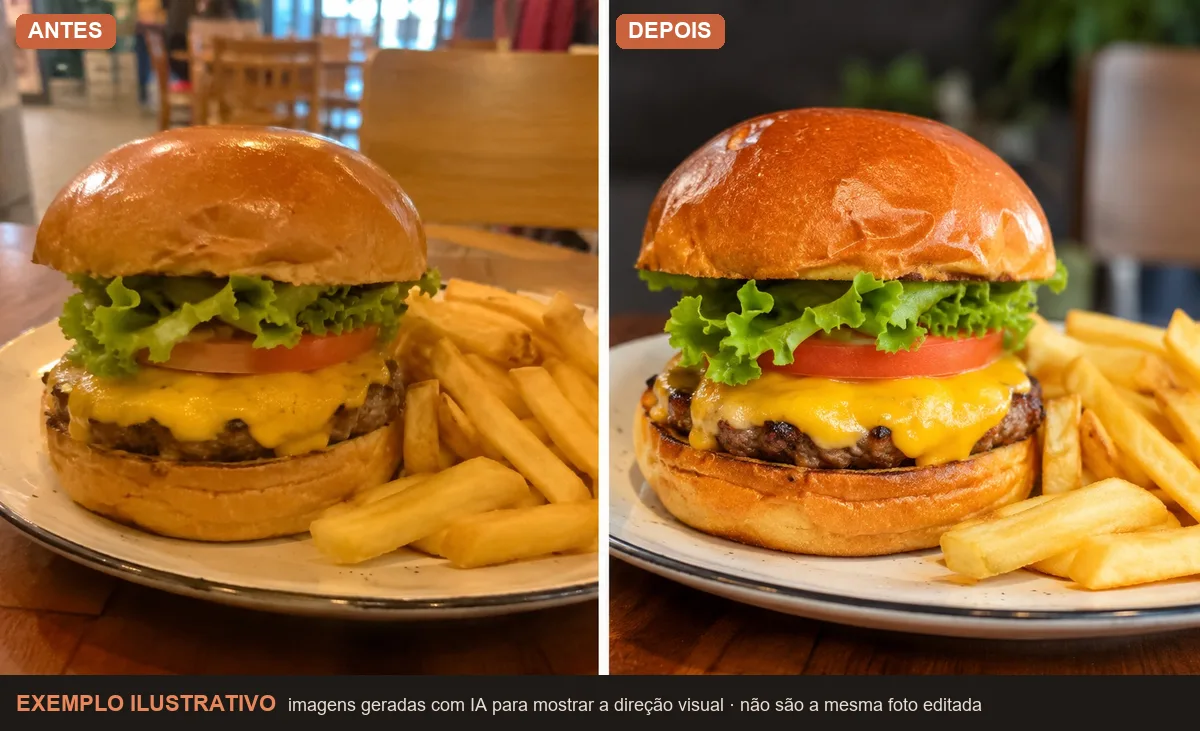 ANTES
DEPOIS
EXEMPLO ILUSTRATIVO imagens geradas com IA para mostrar a direção visual · não são a mesma foto editada